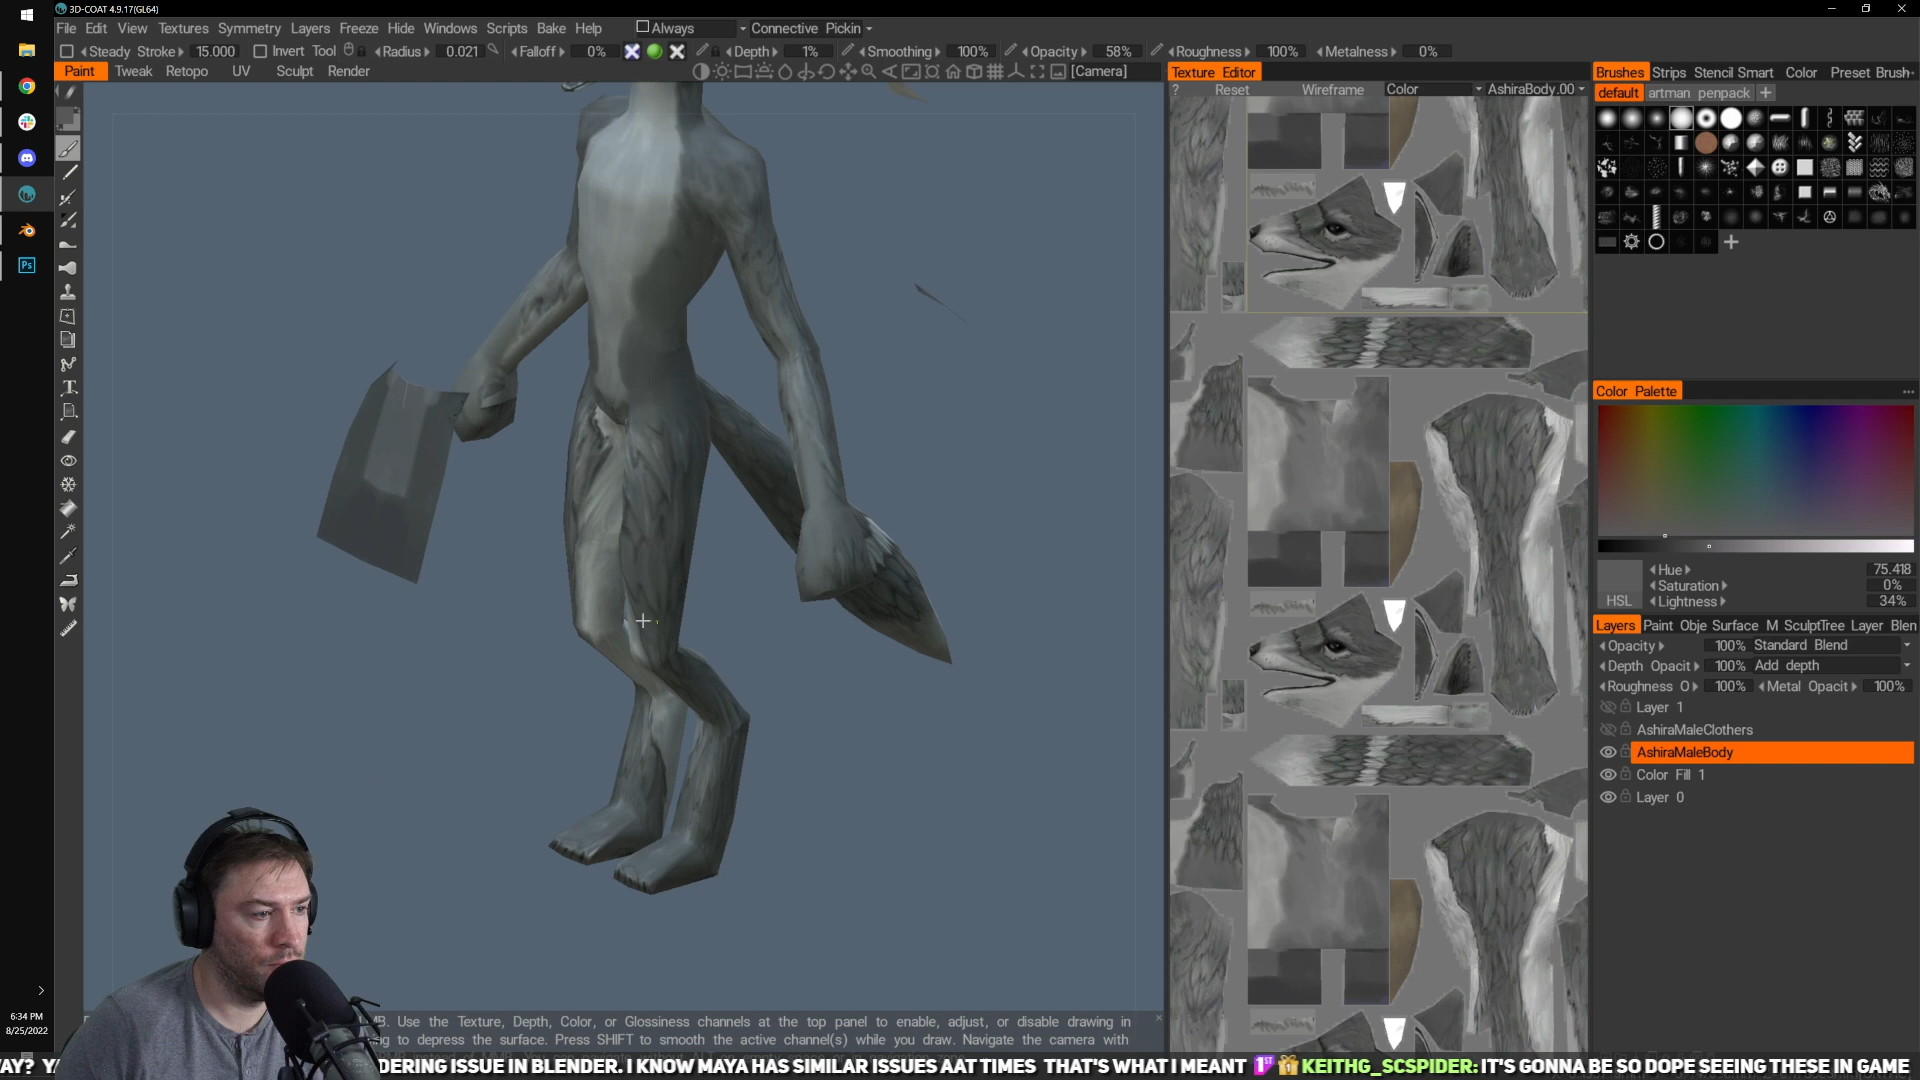 3D-COAT 4.9.17(GL64)
File Edit View Textures Symmetry Layers Freeze Hide Windows Scripts Bake Help Always Connective Pickin
Steady Stroke 15.000 Invert Tool Radius 0.021 Falloff 0% Depth 1% Smoothing 100% Opacity 58% Roughness 100% Metalness 0%
Paint Tweak Retopo UV Sculpt Render [Camera]
Texture Editor
? Reset Wireframe Color AshiraBody.00
Brushes Strips Stencil Smart Color Preset Brush
default artman penpack +
Color Palette
Hue 75.418
Saturation 0%
HSL Lightness 34%
Layers Paint Obje Surface M SculptTree Layer Blen
Opacity 100% Standard Blend
Depth Opacit 100% Add depth
Roughness O 100% Metal Opacit 100%
Layer 1
AshiraMaleClothers
AshiraMaleBody
Color Fill 1
Layer 0
Ps
6:34 PM
8/25/2022
MB. Use the Texture, Depth, Color, or Glossiness channels at the top panel to enable, adjust, or disable drawing in
ng to depress the surface. Press SHIFT to smooth the active channel(s) while you draw. Navigate the camera with
AY? Y DERING ISSUE IN BLENDER. I KNOW MAYA HAS SIMILAR ISSUES AAT TIMES THAT'S WHAT I MEANT 1ST KEITHG_SCSPIDER: IT'S GONNA BE SO DOPE SEEING THESE IN GAME